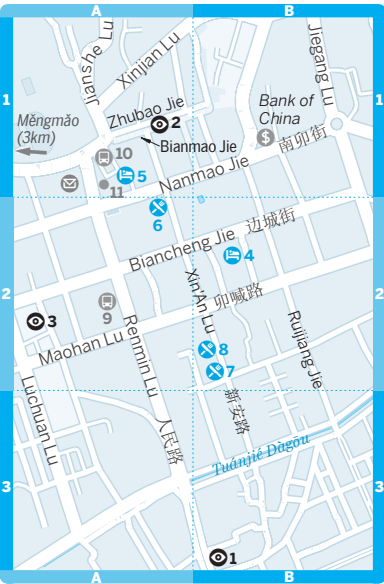 A
B
Jianshe Lu
Xinjian Lu
Jiegang Lu
1
1
Zhubao Jie
2
Bank of
China
$
Měngmǎo
(3km)
Bianmao Jie
南卯街
10
5
Nanmao Jie
11
6
边城街
Biancheng Jie
4
2
2
Xin'An Lu
卯喊路
9
3
Renmin Lu
Ruijiang Jie
Maohan Lu
8
7
Luchuan Lu
新安路
人民路
Tuánjié Dàgōu
3
3
1
A
B